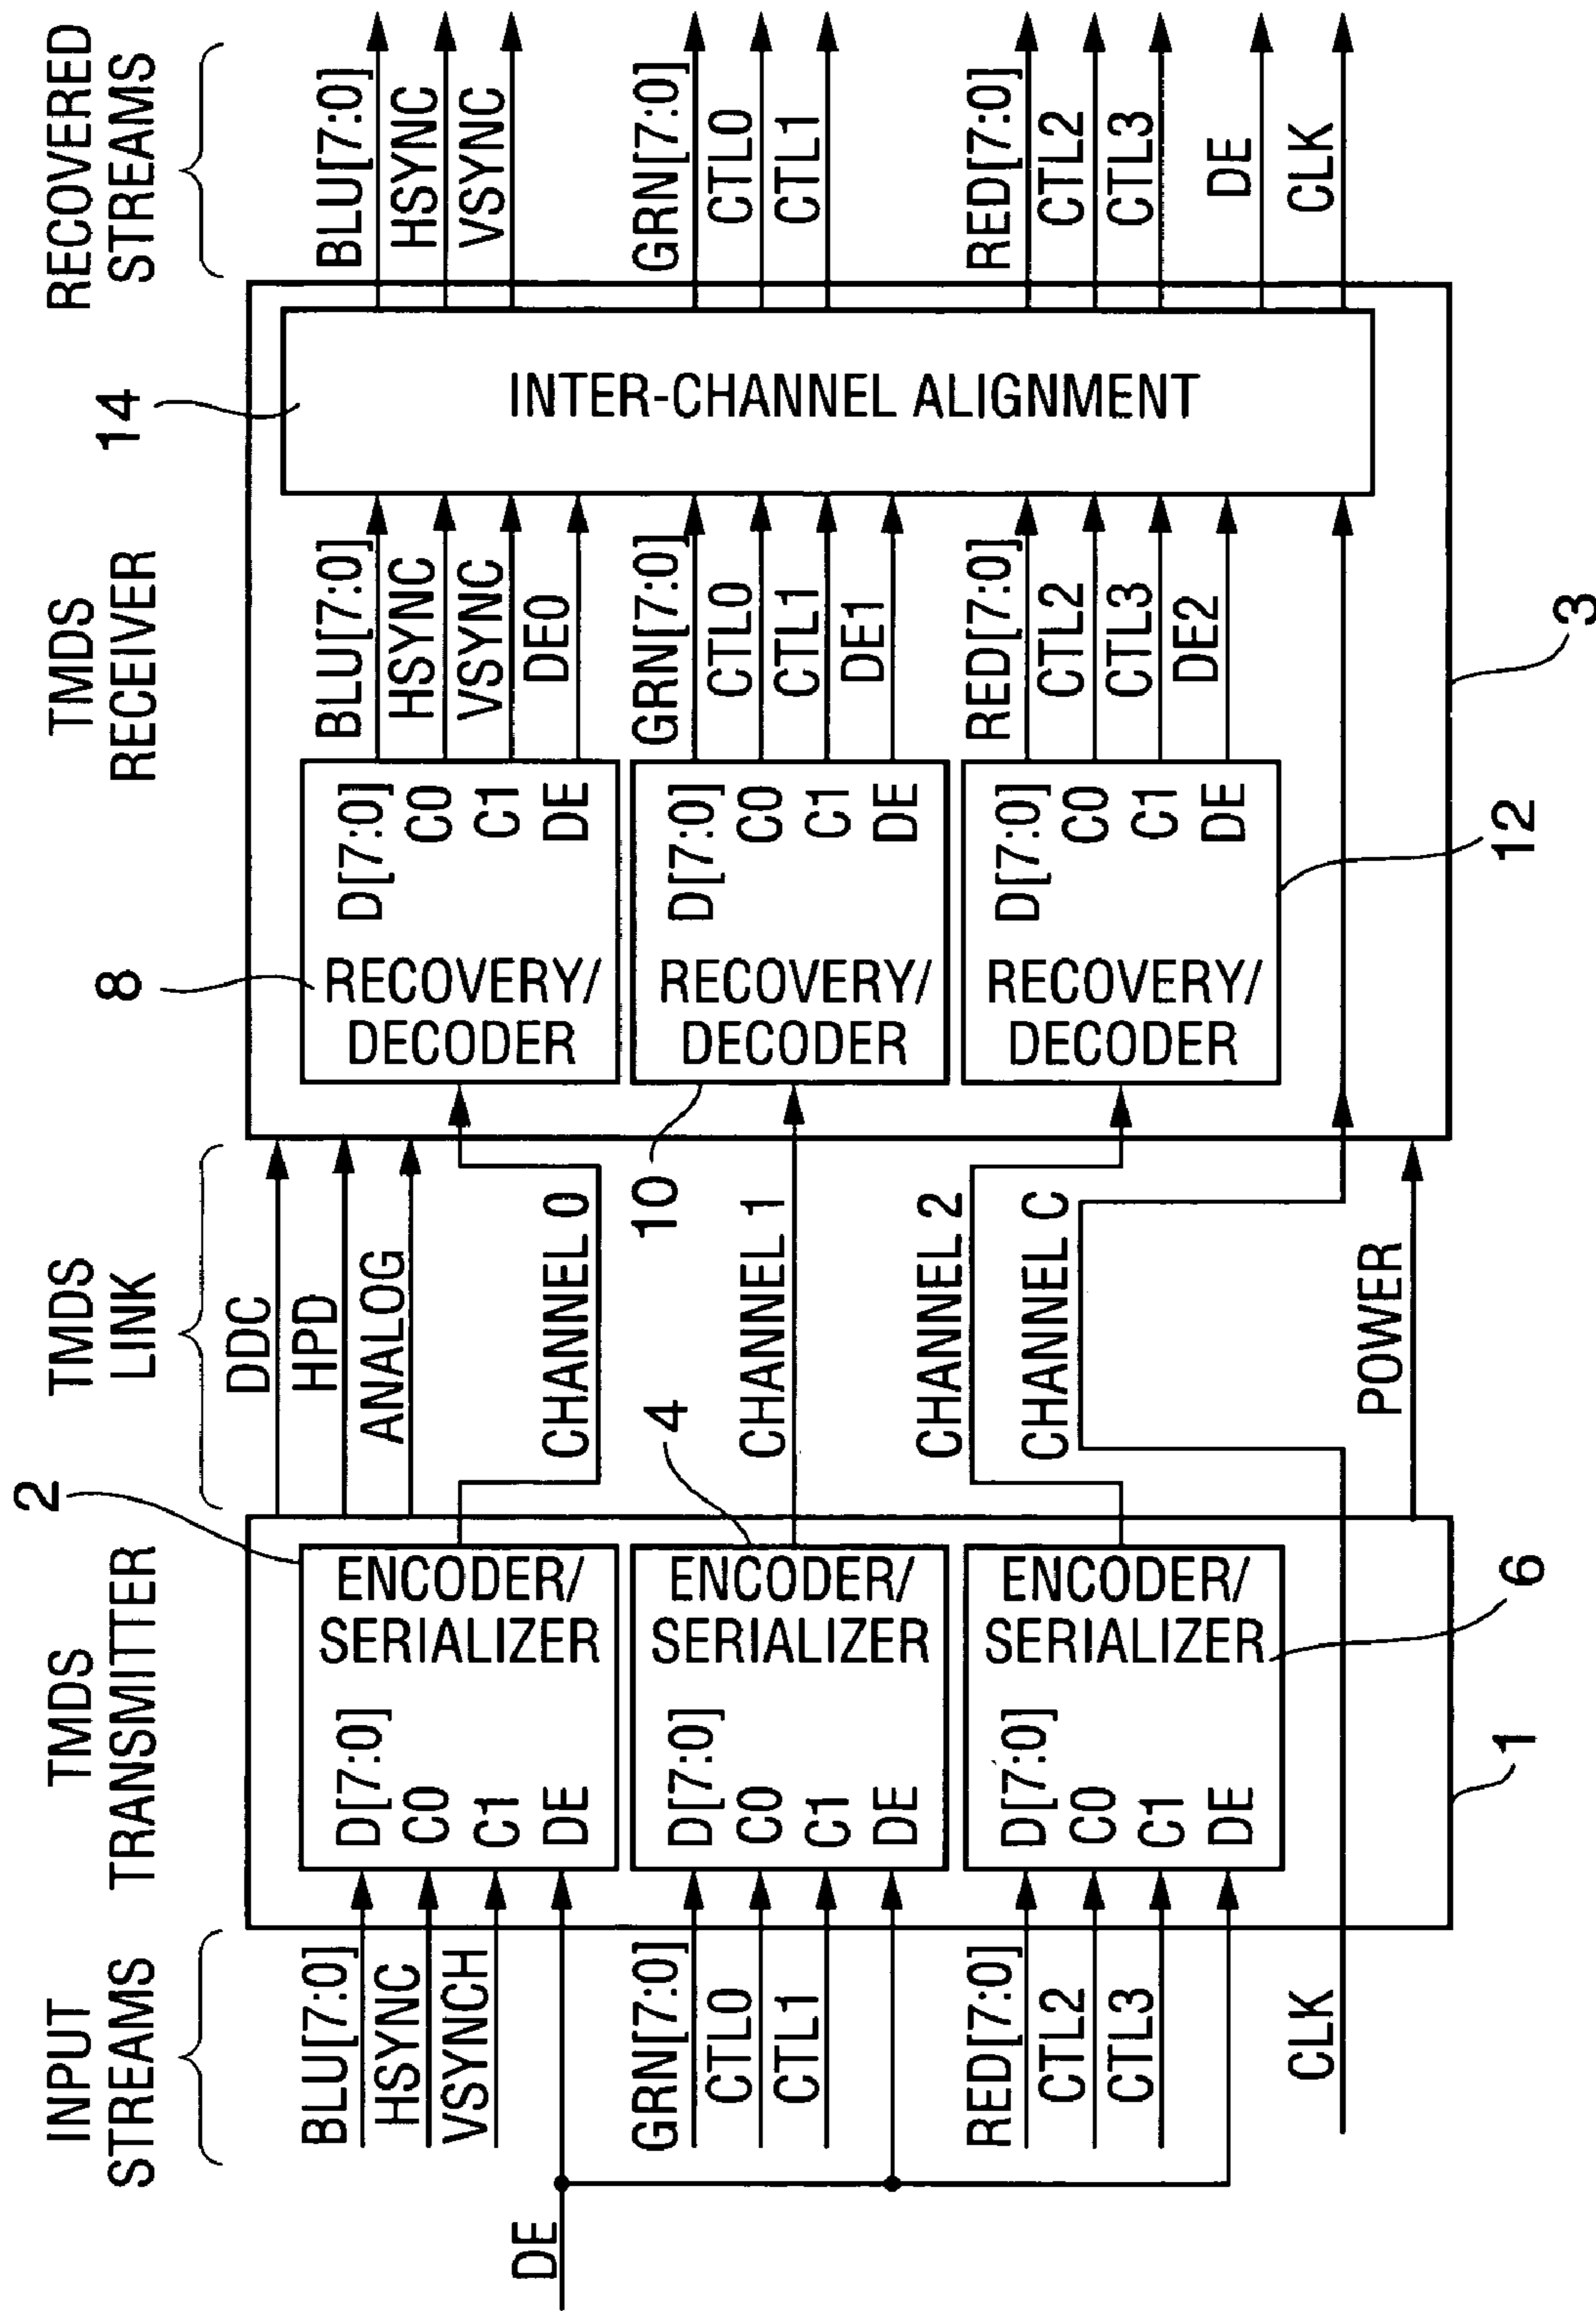 INPUT
STREAMS
TMDS
TRANSMITTER
TMDS
LINK
TMDS
RECEIVER
RECOVERED
STREAMS
2
8
14
DE
BLU[7:0]
HSYNC
VSYNCH
GRN[7:0]
CTL0
CTL1
RED[7:0]
CTL2
CTL3
CLK
D[7:0]
C0
C1
DE
ENCODER/
SERIALIZER
D[7:0]
C0
C1
DE
ENCODER/
SERIALIZER
4
D[7:0]
C0
C1
DE
ENCODER/
SERIALIZER
6
1
DDC
HPD
ANALOG
CHANNEL 0
CHANNEL 1
CHANNEL 2
CHANNEL C
POWER
RECOVERY/
DECODER
D[7:0]
C0
C1
DE
10
RECOVERY/
DECODER
D[7:0]
C0
C1
DE
RECOVERY/
DECODER
D[7:0]
C0
C1
DE
12
3
BLU[7:0]
HSYNC
VSYNC
DE0
GRN[7:0]
CTL0
CTL1
DE1
RED[7:0]
CTL2
CTL3
DE2
INTER-CHANNEL ALIGNMENT
BLU[7:0]
HSYNC
VSYNC
GRN[7:0]
CTL0
CTL1
RED[7:0]
CTL2
CTL3
DE
CLK